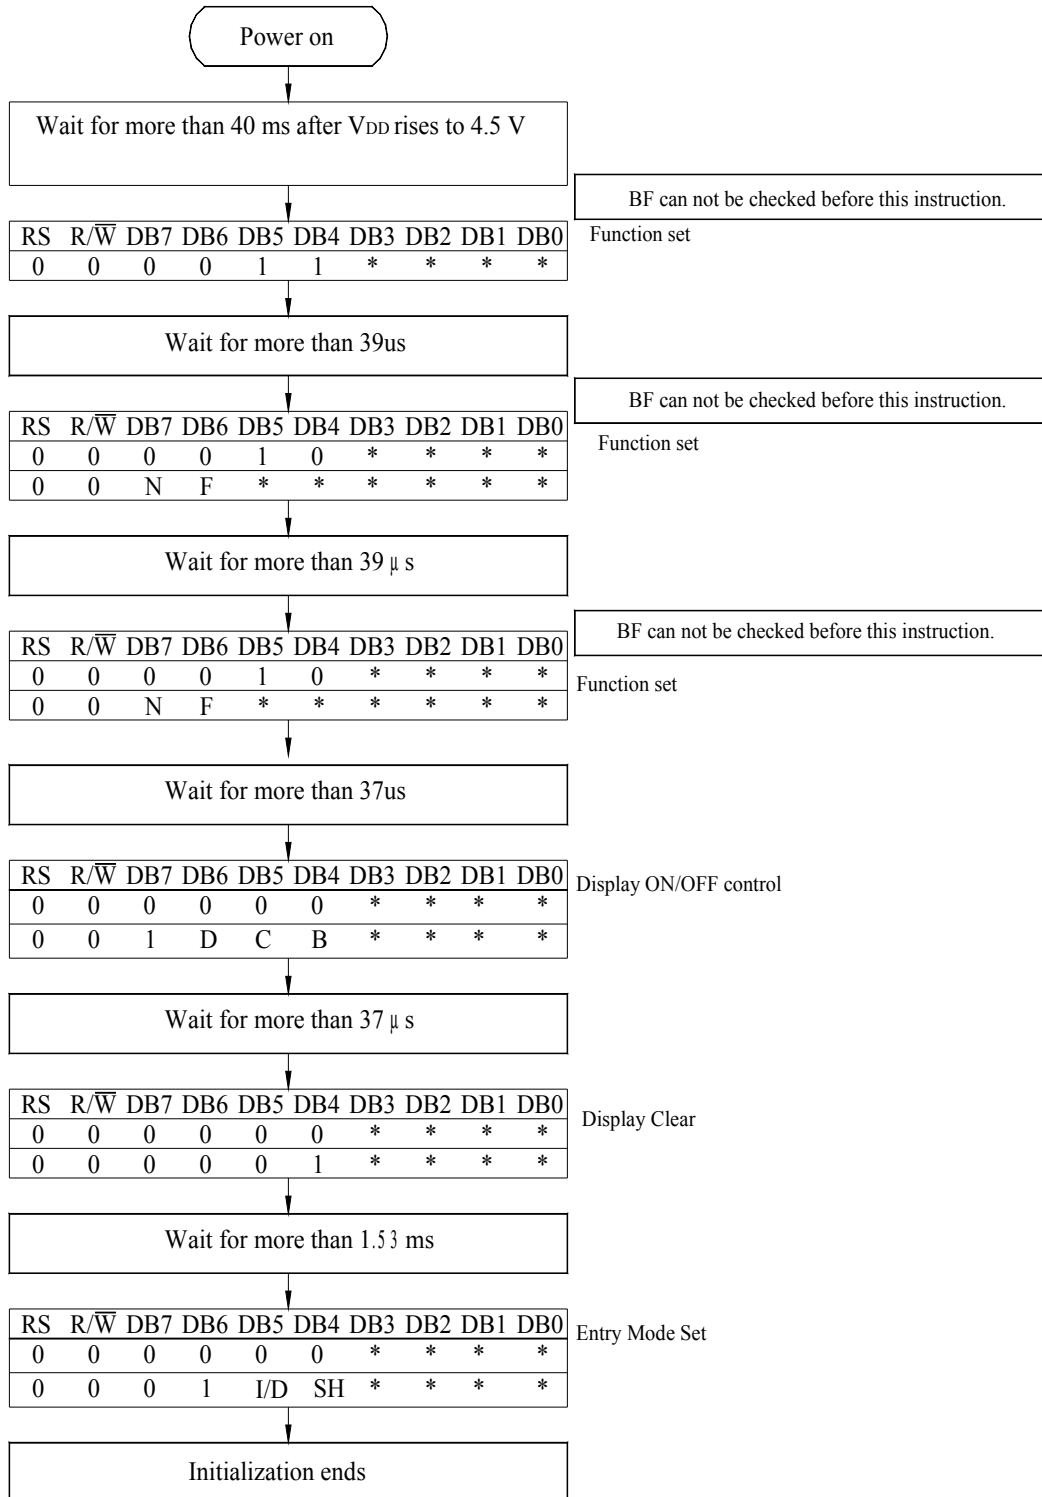 Power on
Wait for more than 40 ms after VDD rises to 4.5 V
BF can not be checked before this instruction.
RS R/W̅ DB7 DB6 DB5 DB4 DB3 DB2 DB1 DB0
Function set
0 0 0 0 1 1 * * * *
Wait for more than 39us
BF can not be checked before this instruction.
RS R/W̅ DB7 DB6 DB5 DB4 DB3 DB2 DB1 DB0
Function set
0 0 0 0 1 0 * * * *
0 0 N F * * * * * *
Wait for more than 39 μ s
BF can not be checked before this instruction.
RS R/W̅ DB7 DB6 DB5 DB4 DB3 DB2 DB1 DB0
0 0 0 0 1 0 * * * *
Function set
0 0 N F * * * * * *
Wait for more than 37us
RS R/W̅ DB7 DB6 DB5 DB4 DB3 DB2 DB1 DB0
Display ON/OFF control
0 0 0 0 0 0 * * * *
0 0 1 D C B * * * *
Wait for more than 37 μ s
RS R/W̅ DB7 DB6 DB5 DB4 DB3 DB2 DB1 DB0
Display Clear
0 0 0 0 0 0 * * * *
0 0 0 0 0 1 * * * *
Wait for more than 1.53 ms
RS R/W̅ DB7 DB6 DB5 DB4 DB3 DB2 DB1 DB0
Entry Mode Set
0 0 0 0 0 0 * * * *
0 0 0 1 I/D SH * * * *
Initialization ends